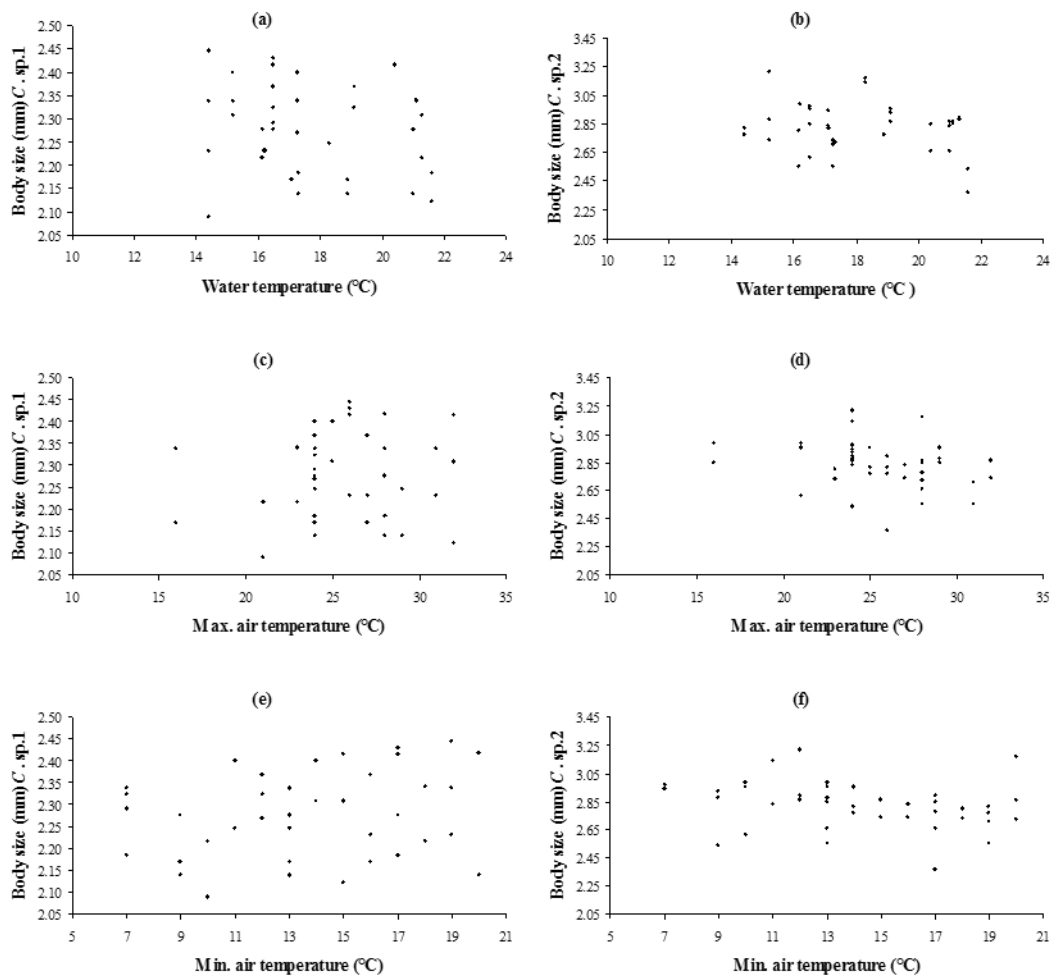 (a)
Body size (mm) C. sp.1
2.50
2.45
2.40
2.35
2.30
2.25
2.20
2.15
2.10
2.05
10 12 14 16 18 20 22 24
Water temperature (°C)
(b)
Body size (mm) C. sp.2
3.45
3.25
3.05
2.85
2.65
2.45
2.25
2.05
10 12 14 16 18 20 22 24
Water temperature (°C )
(c)
Body size (mm) C. sp.1
2.50
2.45
2.40
2.35
2.30
2.25
2.20
2.15
2.10
2.05
10 15 20 25 30 35
Max. air temperature (°C)
(d)
Body size (mm) C. sp.2
3.45
3.25
3.05
2.85
2.65
2.45
2.25
2.05
10 15 20 25 30 35
Max. air temperature (°C)
(e)
Body size (mm) C. sp.1
2.50
2.45
2.40
2.35
2.30
2.25
2.20
2.15
2.10
2.05
5 7 9 11 13 15 17 19 21
Min. air temperature (°C)
(f)
Body size (mm) C. sp.2
3.45
3.25
3.05
2.85
2.65
2.45
2.25
2.05
5 7 9 11 13 15 17 19 21
Min. air temperature (°C)